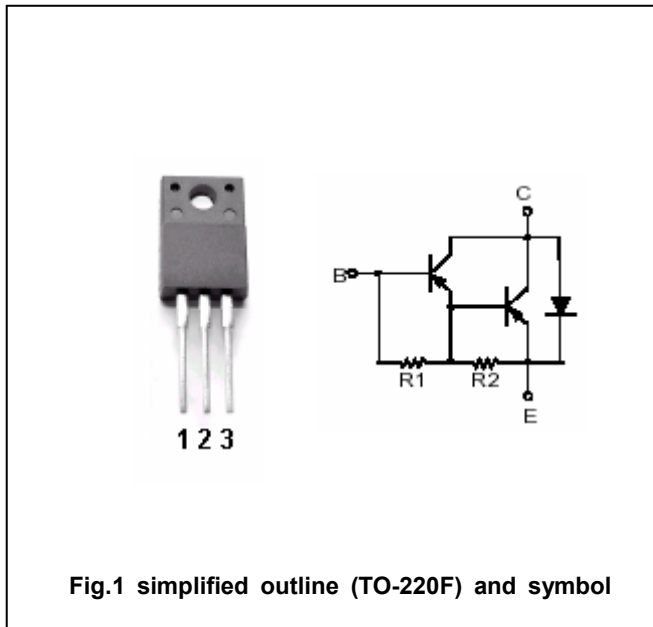 C
B
R1
R2
E
1 2 3
Fig.1 simplified outline (TO-220F) and symbol